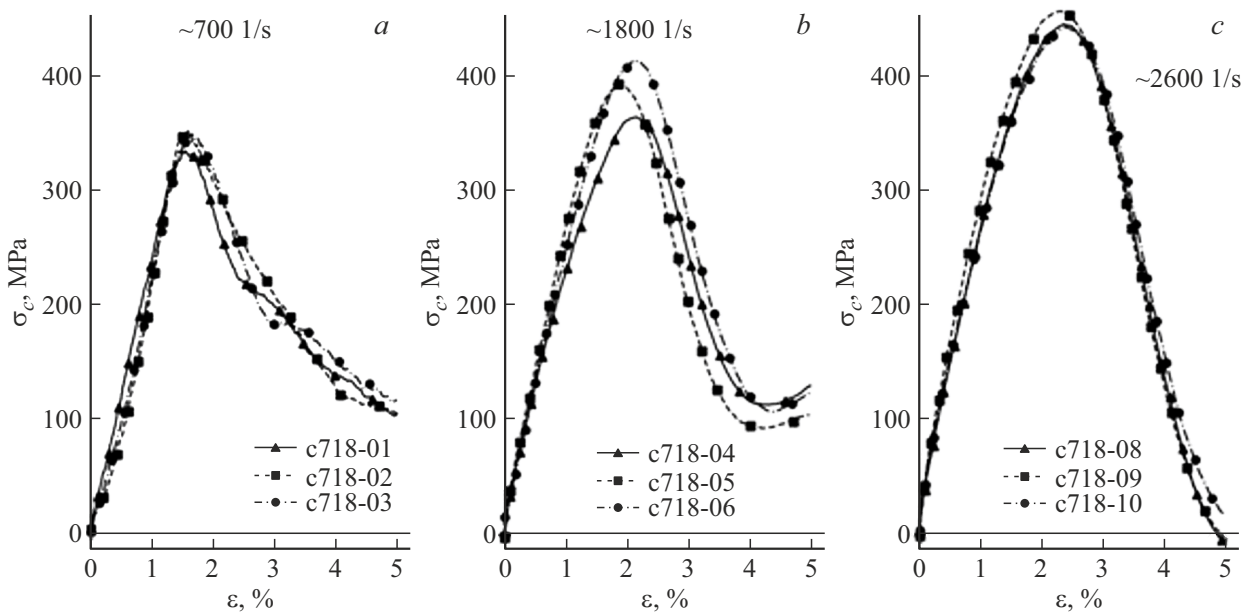 ~700 1/s
a
400
300
200
100
0
σc, MPa
c718-01
c718-02
c718-03
0 1 2 3 4 5
ε, %
~1800 1/s
b
400
300
200
100
0
σc, MPa
c718-04
c718-05
c718-06
0 1 2 3 4 5
ε, %
c
~2600 1/s
400
300
200
100
0
σc, MPa
c718-08
c718-09
c718-10
0 1 2 3 4 5
ε, %